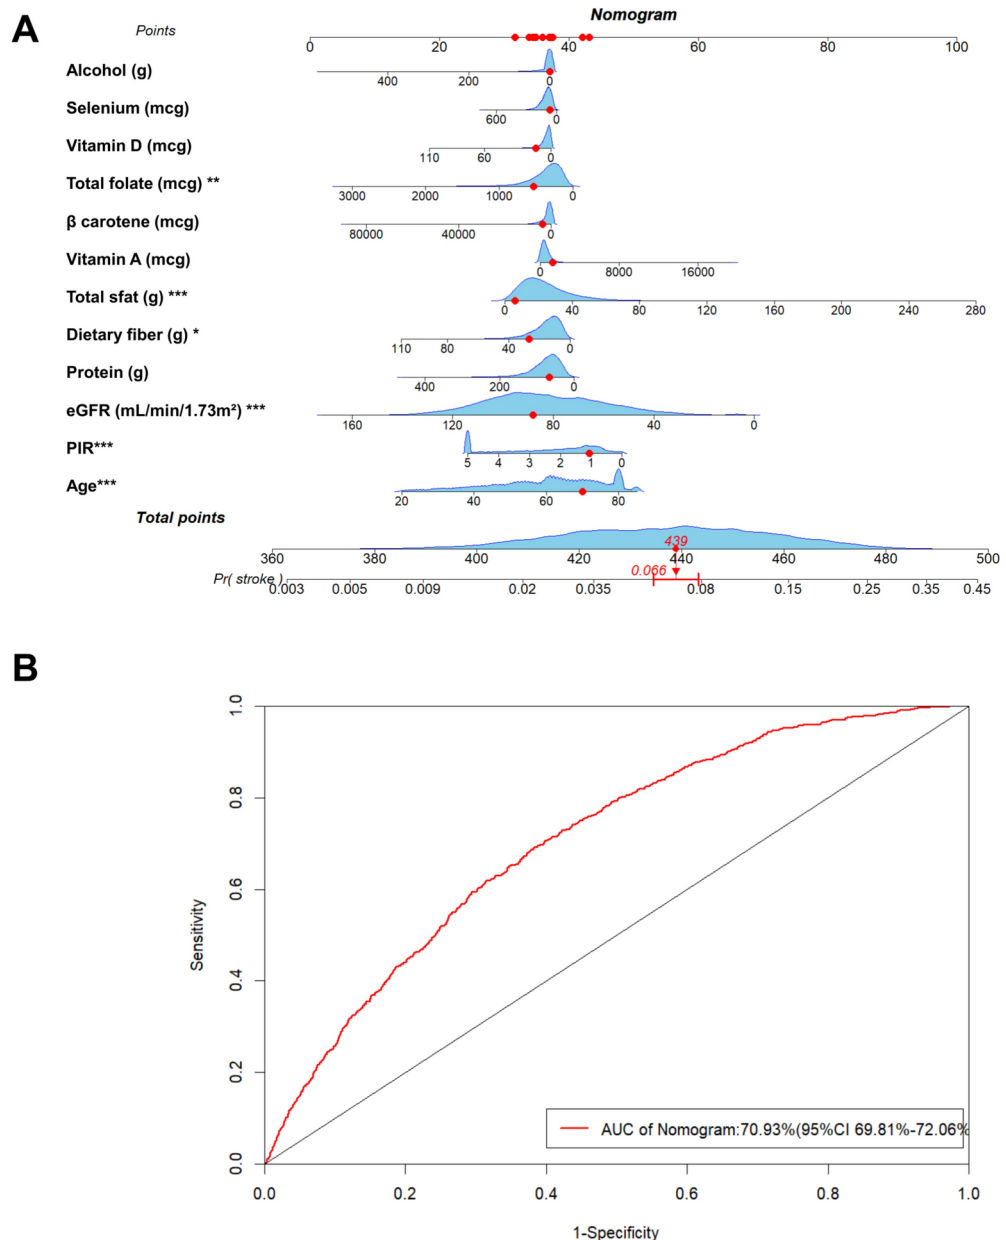 A
Nomogram
Points
0 20 40 60 80 100
Alcohol (g)
400 200 0
Selenium (mcg)
600 0
Vitamin D (mcg)
110 60 0
Total folate (mcg) **
3000 2000 1000 0
β carotene (mcg)
80000 40000 0
Vitamin A (mcg)
0 8000 16000
Total sfat (g) ***
0 40 80 120 160 200 240 280
Dietary fiber (g) *
110 80 40 0
Protein (g)
400 200 0
eGFR (mL/min/1.73m²) ***
160 120 80 40 0
PIR***
5 4 3 2 1 0
Age***
20 40 60 80
Total points
439
360 380 400 420 440 460 480 500
0.066
Pr( stroke )
0.003 0.005 0.009 0.02 0.035 0.08 0.15 0.25 0.35 0.45
B
1.0
0.8
0.6
0.4
0.2
0.0
Sensitivity
AUC of Nomogram:70.93%(95%CI 69.81%-72.06%
0.0 0.2 0.4 0.6 0.8 1.0
1-Specificity